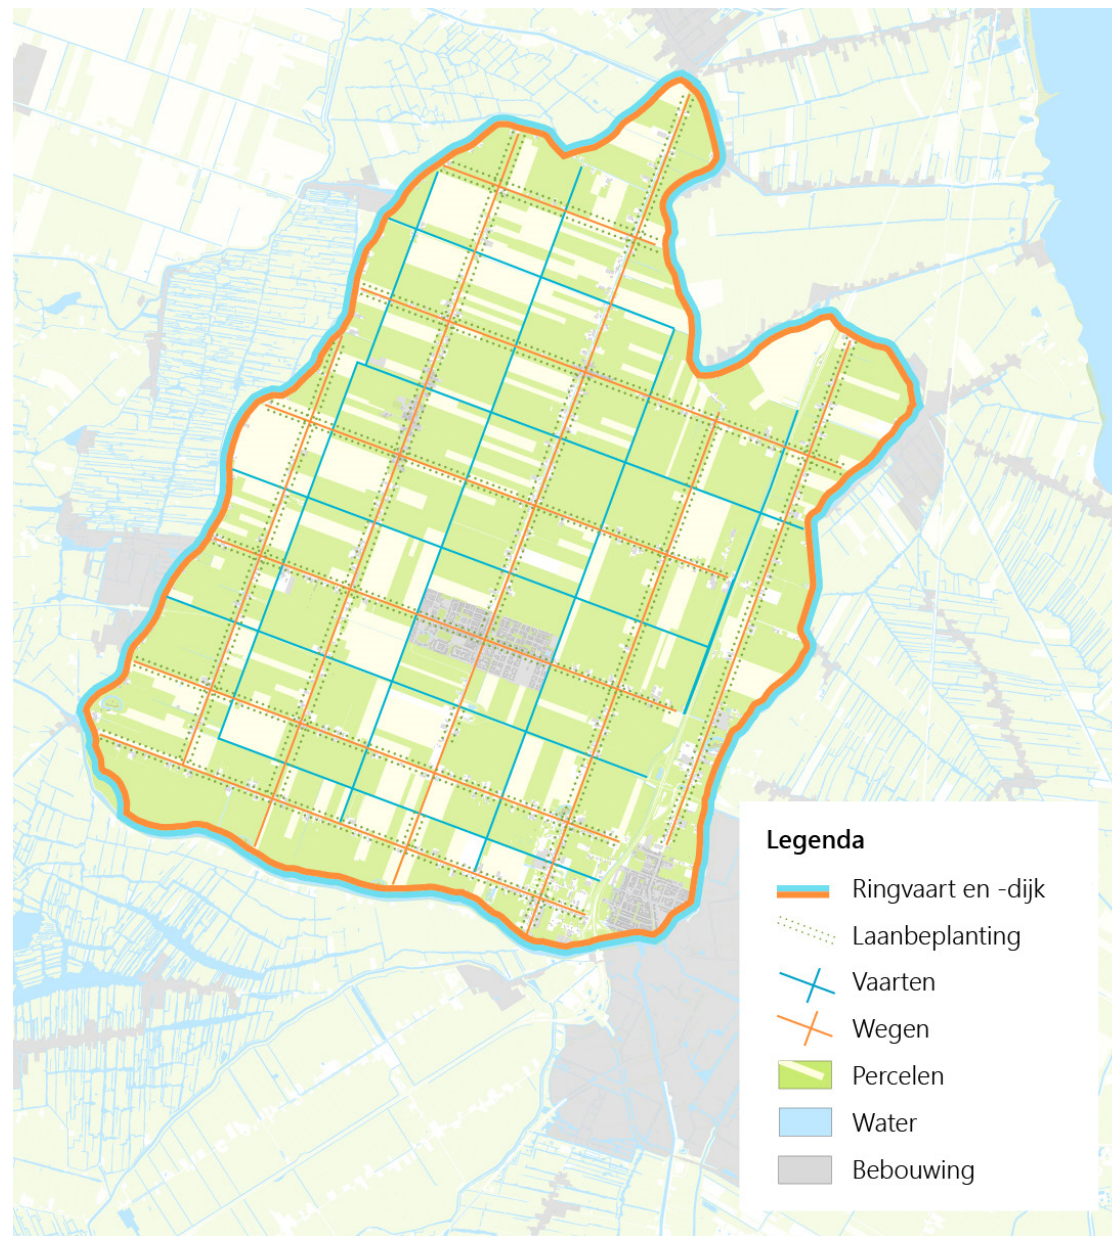 Legenda
Ringvaart en -dijk
Laanbeplanting
Vaarten
Wegen
Percelen
Water
Bebouwing